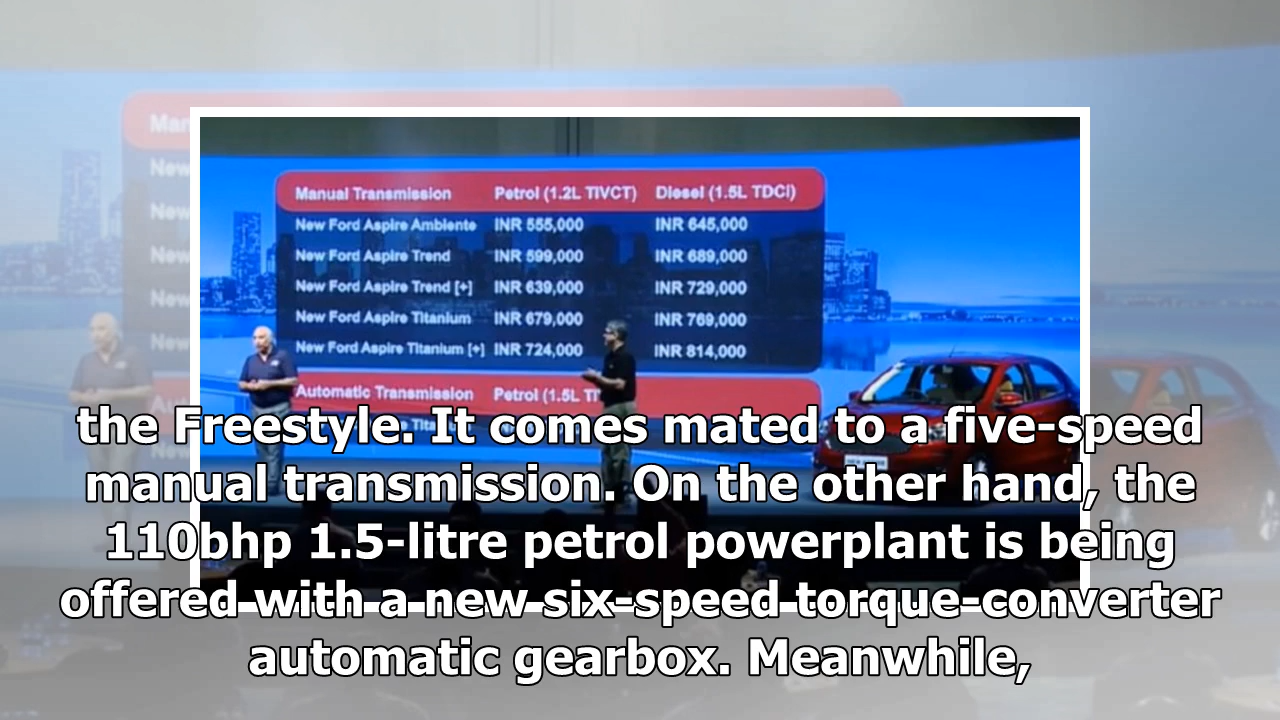 Manual Transmission Petrol (1.2L TIVCT) Diesel (1.5L TDCI)
New Ford Aspire Ambiente INR 555,000 INR 645,000
New Ford Aspire Trend INR 599,000 INR 689,000
New Ford Aspire Trend [+] INR 639,000 INR 729,000
New Ford Aspire Titanium INR 679,000 INR 769,000
New Ford Aspire Titanium [+] INR 724,000 INR 814,000
Automatic Transmission Petrol (1.5L
the Freestyle. It comes mated to a five-speed
manual transmission. On the other hand, the
110bhp 1.5-litre petrol powerplant is being
offered with a new six-speed torque-converter
automatic gearbox. Meanwhile,